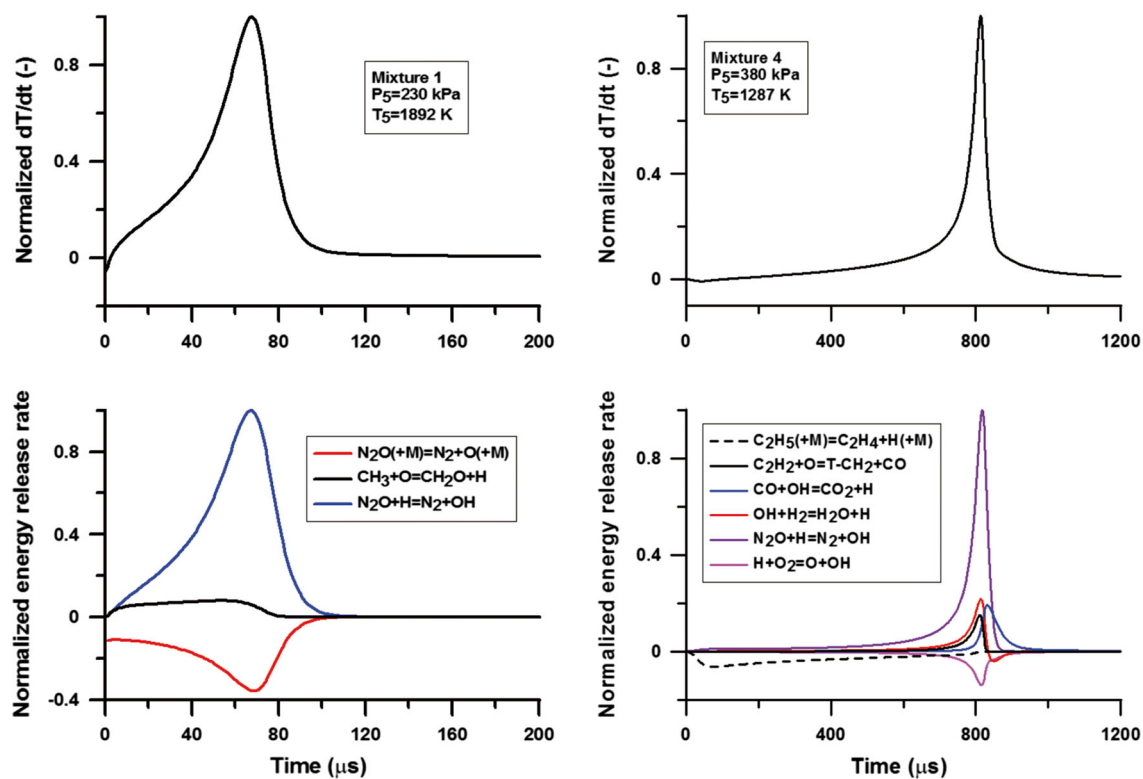 Normalized dT/dt (-)
0.8
0.4
0
Mixture 1
P5=230 kPa
T5=1892 K
0 40 80 120 160 200
Normalized dT/dt (-)
0.8
0.4
0
Mixture 4
P5=380 kPa
T5=1287 K
0 400 800 1200
Normalized energy release rate
0.8
0.4
0
-0.4
N2O(+M)=N2+O(+M)
CH3+O=CH2O+H
N2O+H=N2+OH
0 40 80 120 160 200
Time (μs)
Normalized energy release rate
0.8
0.4
0
C2H5(+M)=C2H4+H(+M)
C2H2+O=T-CH2+CO
CO+OH=CO2+H
OH+H2=H2O+H
N2O+H=N2+OH
H+O2=O+OH
0 400 800 1200
Time (μs)